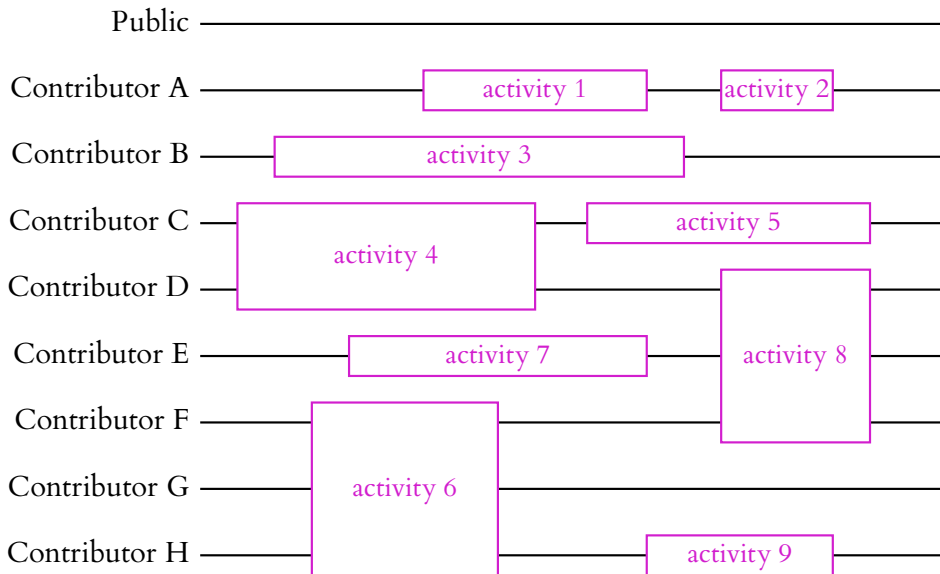 Public
Contributor A
activity 1
activity 2
Contributor B
activity 3
Contributor C
activity 5
activity 4
Contributor D
Contributor E
activity 7
activity 8
Contributor F
Contributor G
activity 6
Contributor H
activity 9